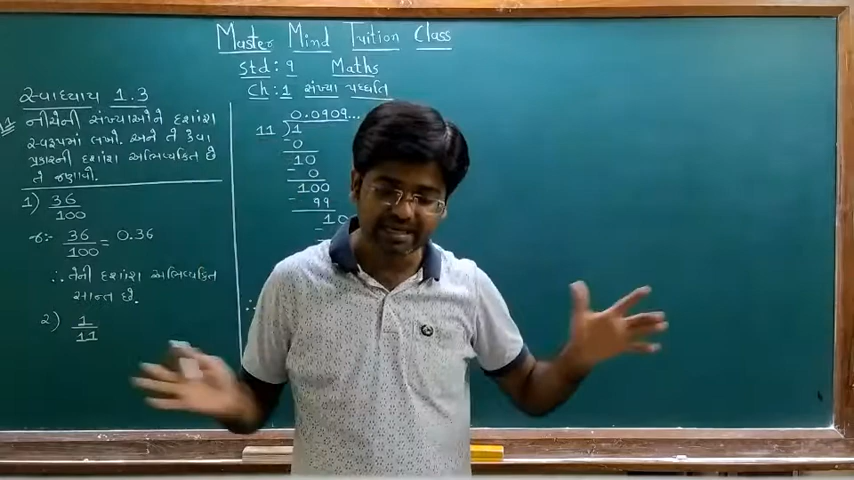 Master Mind Tuition Class
Std: 9 Maths
Ch: 1 સંખ્યા પધ્ધતિ
સ્વાધ્યાય 1.3
1 નીચેની સંખ્યાઓને દશાંશ
સ્વરૂપમાં લખો. અને તે કેવા
પ્રકારની દશાંશ અભિવ્યક્તિ છે
તે જણાવો.
1) 36
100
જ:- 36
100 = 0.36
∴ તેની દશાંશ અભિવ્યક્તિ
સાન્ત છે.
2) 1
11
0.0909...
11 ) 1
- 0
10
- 0
100
- 99
10